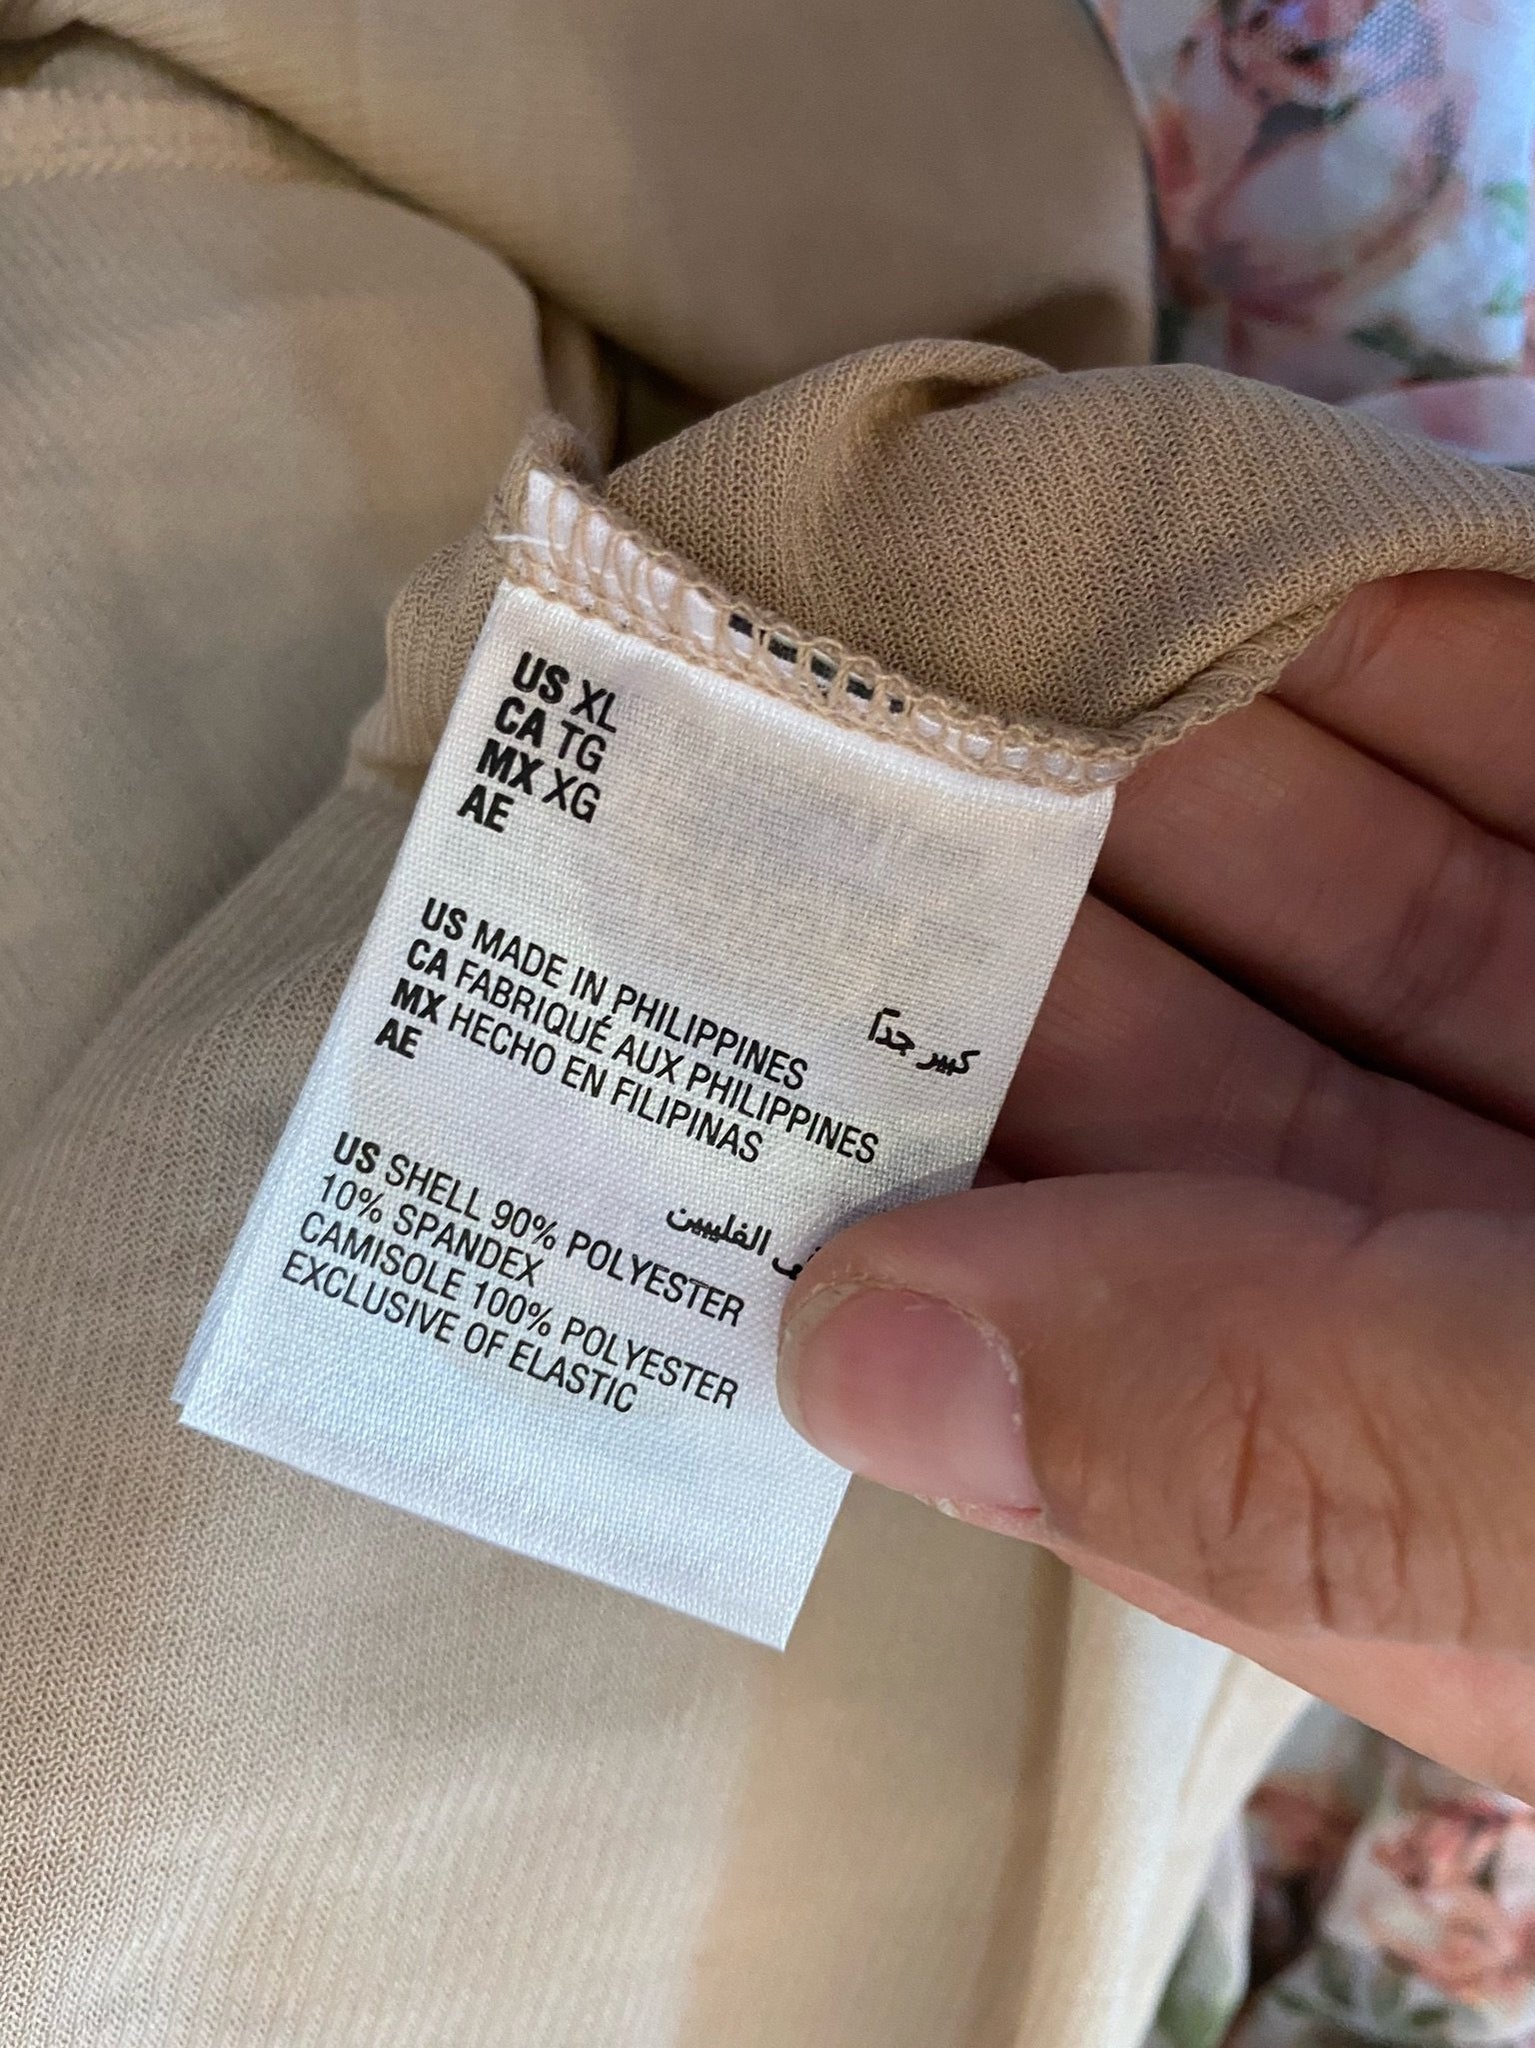 US XL
CA TG
MX XG
AE
كبير جداً
US MADE IN PHILIPPINES
CA FABRIQUÉ AUX PHILIPPINES
MX HECHO EN FILIPINAS
AE
الفليبين
US SHELL 90% POLYESTER
10% SPANDEX
CAMISOLE 100% POLYESTER
EXCLUSIVE OF ELASTIC